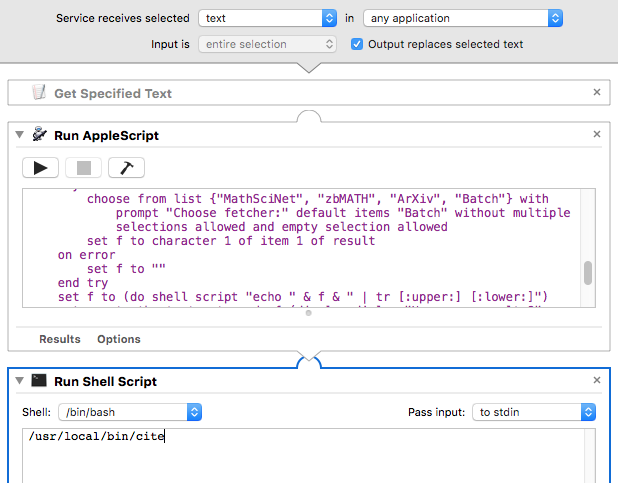 Service receives selected text in any application
Input is entire selection Output replaces selected text
Get Specified Text
Run AppleScript
choose from list {"MathSciNet", "zbMATH", "ArXiv", "Batch"} with
prompt "Choose fetcher:" default items "Batch" without multiple
selections allowed and empty selection allowed
set f to character 1 of item 1 of result
on error
set f to ""
end try
set f to (do shell script "echo " & f & " | tr [:upper:] [:lower:]")
Results Options
Run Shell Script
Shell: /bin/bash Pass input: to stdin
/usr/local/bin/cite